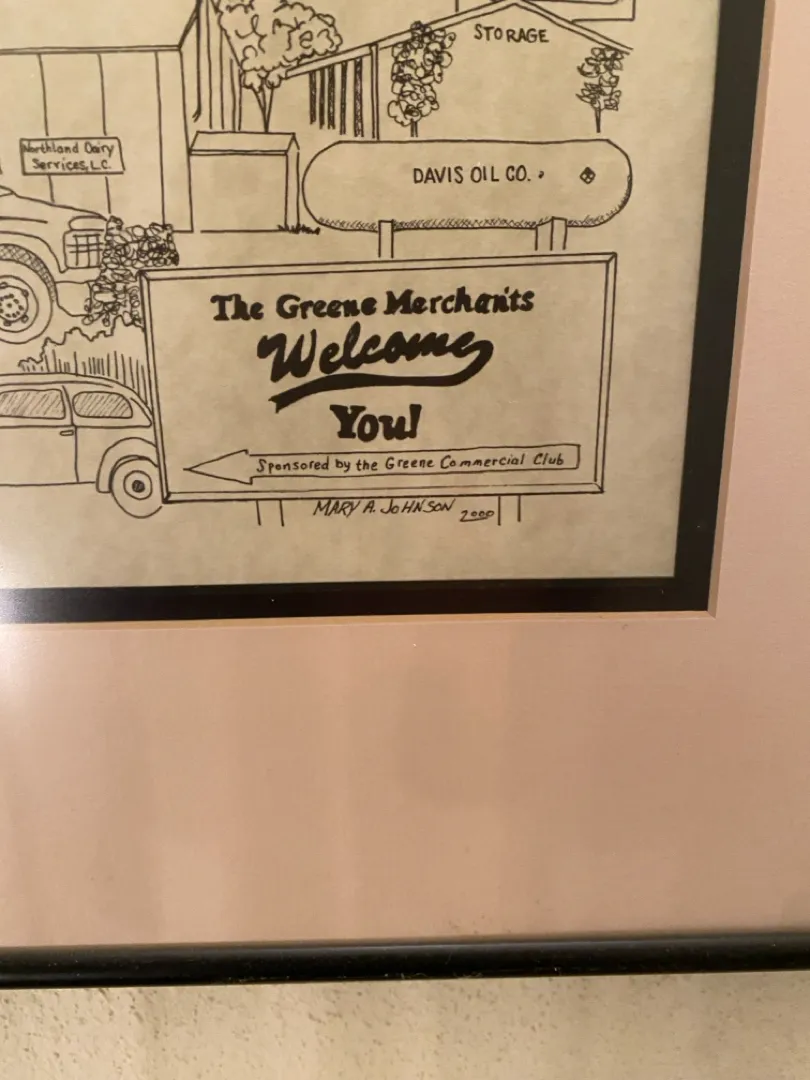 STORAGE
Northland Dairy
Services, L.C.
DAVIS OIL CO.
The Greene Merchants
Welcome
You!
Sponsored by the Greene Commercial Club
MARY A. JOHNSON 2000